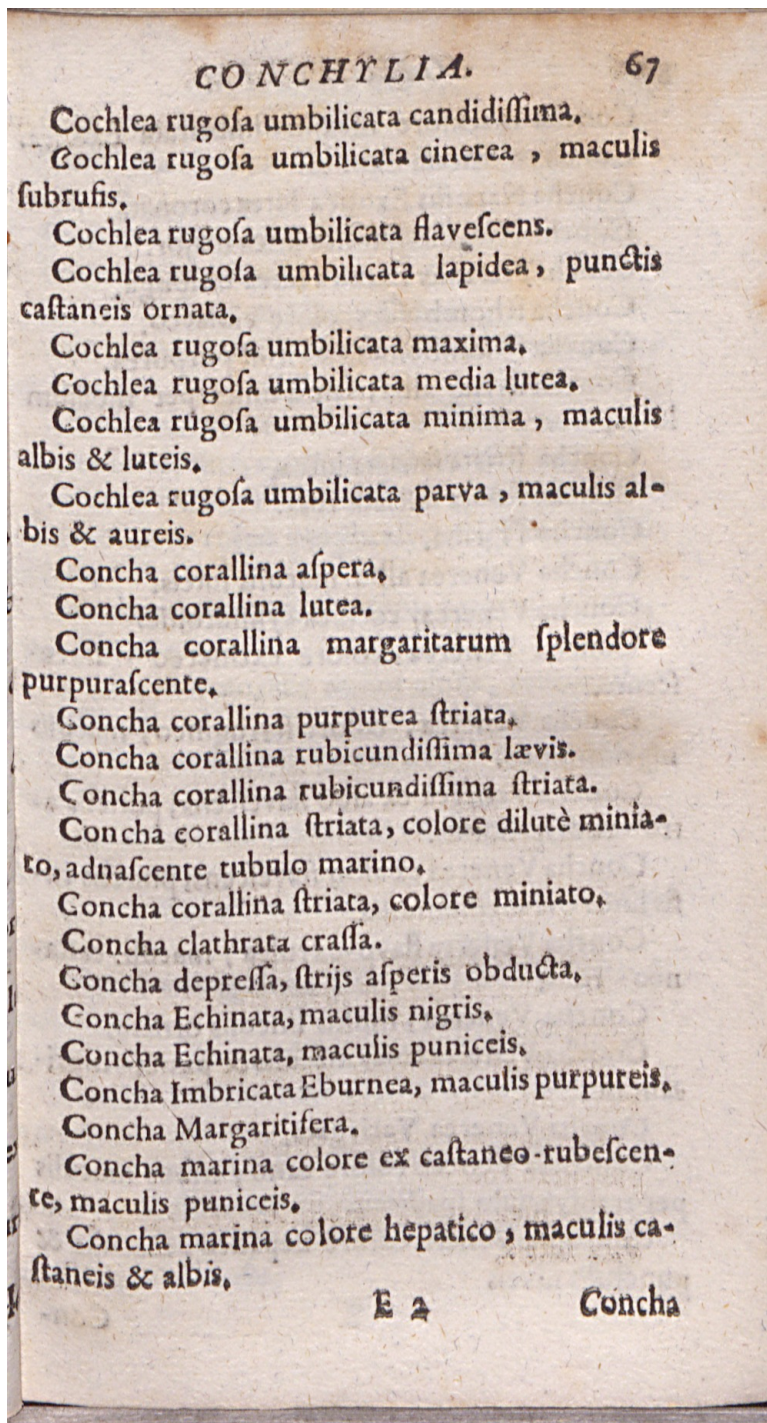 CONCHYLIA. 67
Cochlea rugoſa umbilicata candidiſſima.
Cochlea rugoſa umbilicata cinerea , maculis
ſubrufis.
Cochlea rugoſa umbilicata flaveſcens.
Cochlea rugoſa umbilicata lapidea, punctis
caſtaneis ornata.
Cochlea rugoſa umbilicata maxima.
Cochlea rugoſa umbilicata media lutea.
Cochlea rugoſa umbilicata minima , maculis
albis & luteis.
Cochlea rugoſa umbilicata parva , maculis al-
bis & aureis.
Concha corallina aſpera.
Concha corallina lutea.
Concha corallina margaritarum ſplendore
purpuraſcente.
Concha corallina purpurea ſtriata.
Concha corallina rubicundiſſima lævis.
Concha corallina rubicundiſſima ſtriata.
Concha corallina ſtriata, colore dilutè minia-
to, adnaſcente tubulo marino.
Concha corallina ſtriata, colore miniato.
Concha clathrata craſſa.
Concha depreſſa, ſtrijs aſperis obducta.
Concha Echinata, maculis nigris.
Concha Echinata, maculis puniceis.
Concha Imbricata Eburnea, maculis purpureis.
Concha Margaritifera.
Concha marina colore ex caſtaneo-rubeſcen-
te, maculis puniceis.
Concha marina colore hepatico , maculis ca-
ſtaneis & albis.
E 2 Concha